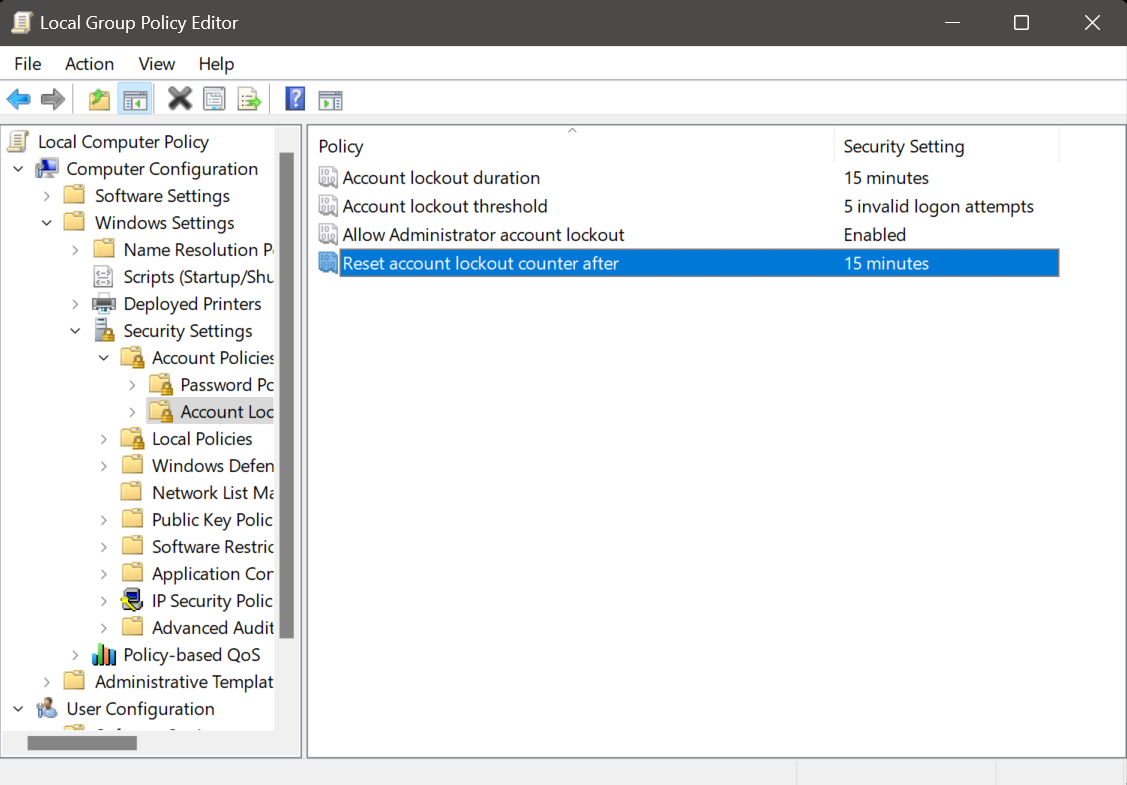 Local Group Policy Editor
File Action View Help
Local Computer Policy
Computer Configuration
Software Settings
Windows Settings
Name Resolution P
Scripts (Startup/Shu
Deployed Printers
Security Settings
Account Policies
Password Po
Account Loc
Local Policies
Windows Defen
Network List Ma
Public Key Polic
Software Restric
Application Con
IP Security Polic
Advanced Audit
Policy-based QoS
Administrative Templat
User Configuration
Policy Security Setting
Account lockout duration 15 minutes
Account lockout threshold 5 invalid logon attempts
Allow Administrator account lockout Enabled
Reset account lockout counter after 15 minutes